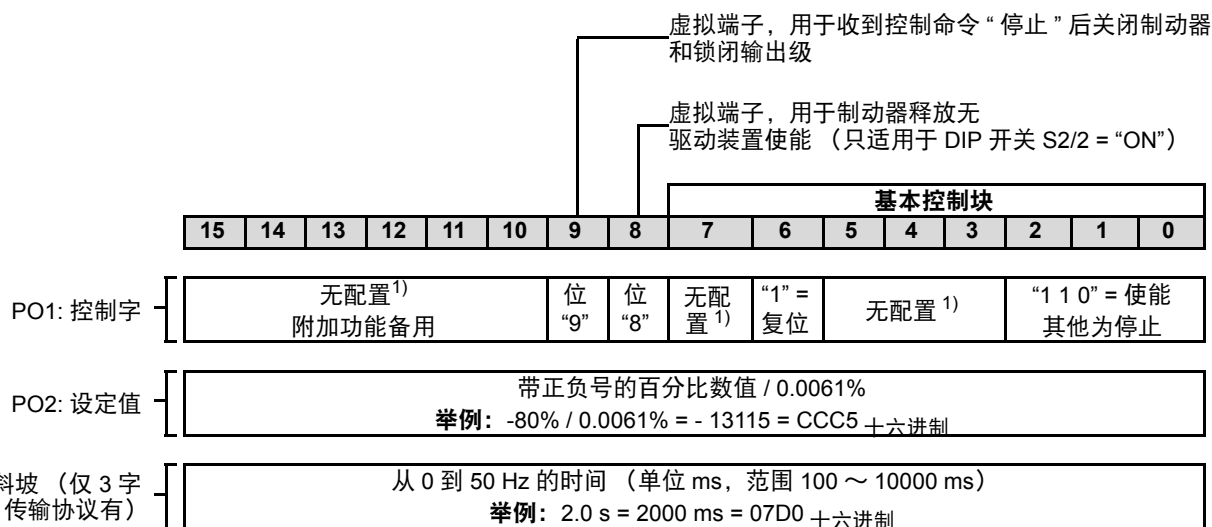 虚拟端子，用于收到控制命令 “ 停止 ” 后关闭制动器
和锁闭输出级
虚拟端子，用于制动器释放无
驱动装置使能 （只适用于 DIP 开关 S2/2 = “ON”）
基本控制块
15 14 13 12 11 10 9 8 7 6 5 4 3 2 1 0
PO1: 控制字
无配置1)
附加功能备用
位
“9”
位
“8”
无配
置 1)
“1” =
复位
无配置 1)
“1 1 0” = 使能
其他为停止
PO2: 设定值
带正负号的百分比数值 / 0.0061%
举例：-80% / 0.0061% = - 13115 = CCC5 十六进制
斜坡 （仅 3 字
传输协议有）
从 0 到 50 Hz 的时间 （单位 ms，范围 100 ～ 10000 ms）
举例：2.0 s = 2000 ms = 07D0 十六进制